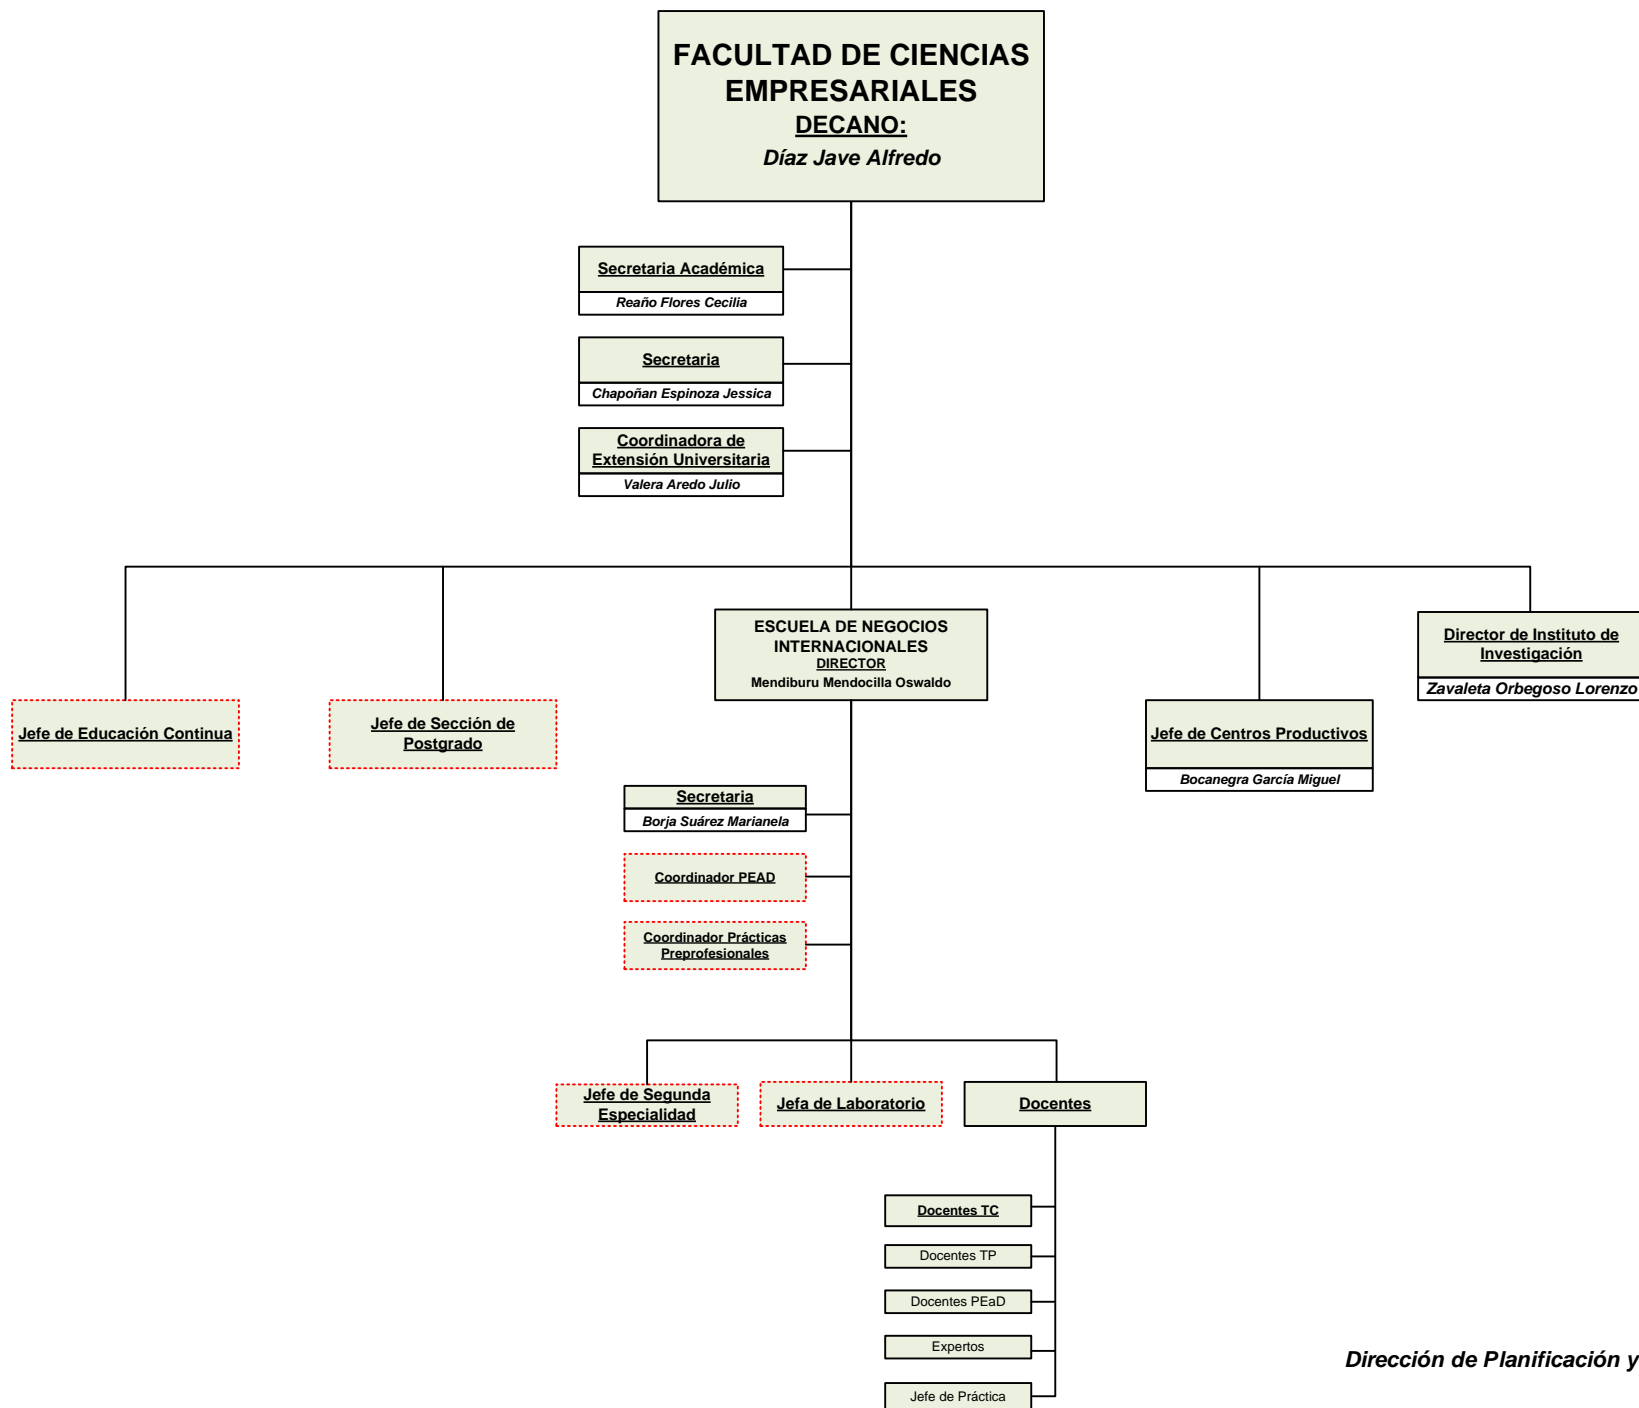 FACULTAD DE CIENCIAS
EMPRESARIALES
DECANO:
Díaz Jave Alfredo
Secretaria Académica
Reaño Flores Cecilia
Secretaria
Chapoñan Espinoza Jessica
Coordinadora de
Extensión Universitaria
Valera Aredo Julio
ESCUELA DE NEGOCIOS
INTERNACIONALES
DIRECTOR
Mendiburu Mendocilla Oswaldo
Director de Instituto de
Investigación
Zavaleta Orbegoso Lorenzo
Jefe de Educación Continua
Jefe de Sección de
Postgrado
Jefe de Centros Productivos
Bocanegra García Miguel
Secretaria
Borja Suárez Marianela
Coordinador PEAD
Coordinador Prácticas
Preprofesionales
Jefe de Segunda
Especialidad
Jefa de Laboratorio
Docentes
Docentes TC
Docentes TP
Docentes PEaD
Expertos
Jefe de Práctica
Dirección de Planificación y